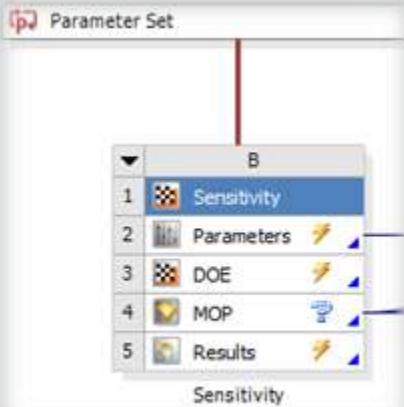 Parameter Set
B
1 Sensitivity
2 Parameters
3 DOE
4 MOP
5 Results
Sensitivity